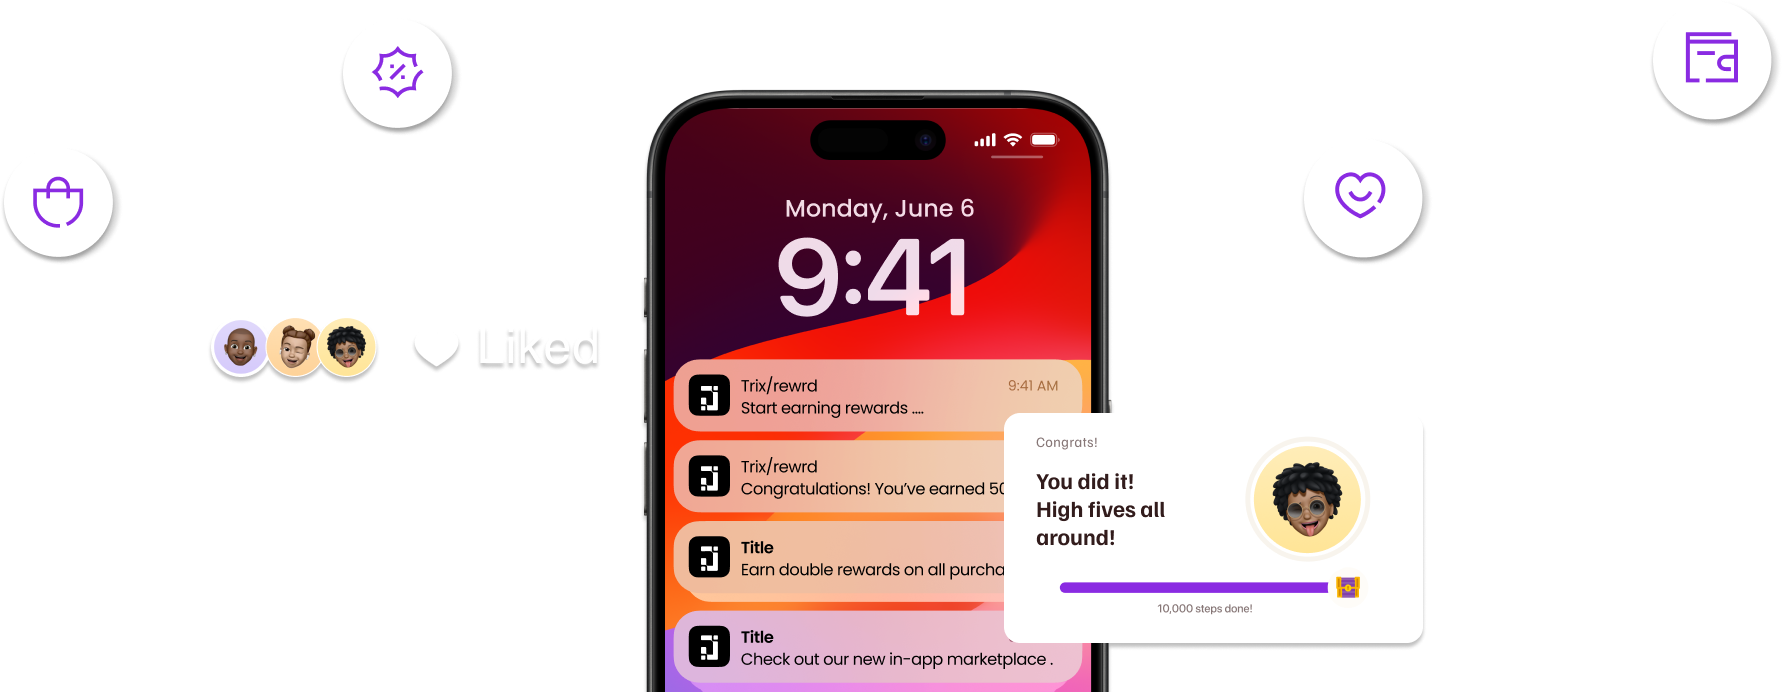 Monday, June 6
9:41
Liked
Trix/rewrd
9:41 AM
Start earning rewards ....
Trix/rewrd
Congratulations! You've earned 50
Title
Earn double rewards on all purcha
Title
Check out our new in-app marketplace .
Congrats!
You did it!
High fives all
around!
10,000 steps done!